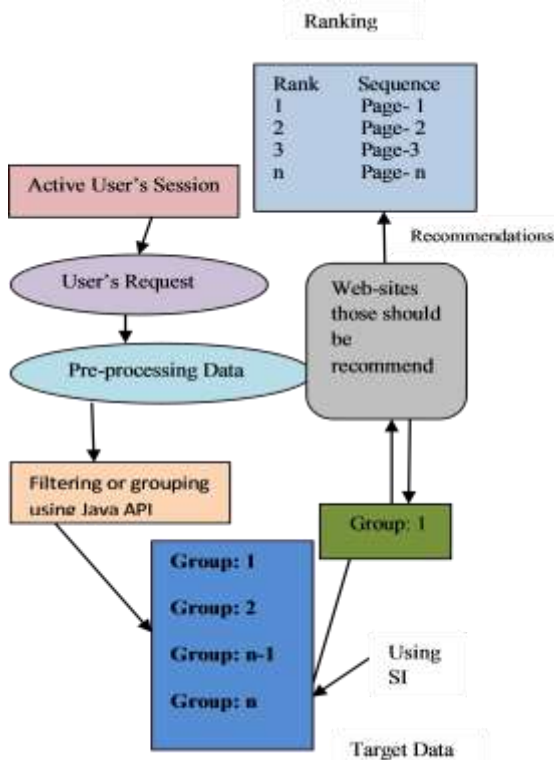 Ranking
Rank Sequence
1 Page- 1
2 Page- 2
3 Page-3
n Page- n
Active User's Session
Recommendations
User's Request
Web-sites
those should
be
recommend
Pre-processing Data
Filtering or grouping
using Java API
Group: 1
Group: 1
Group: 2
Group: n-1
Group: n
Using
SI
Target Data